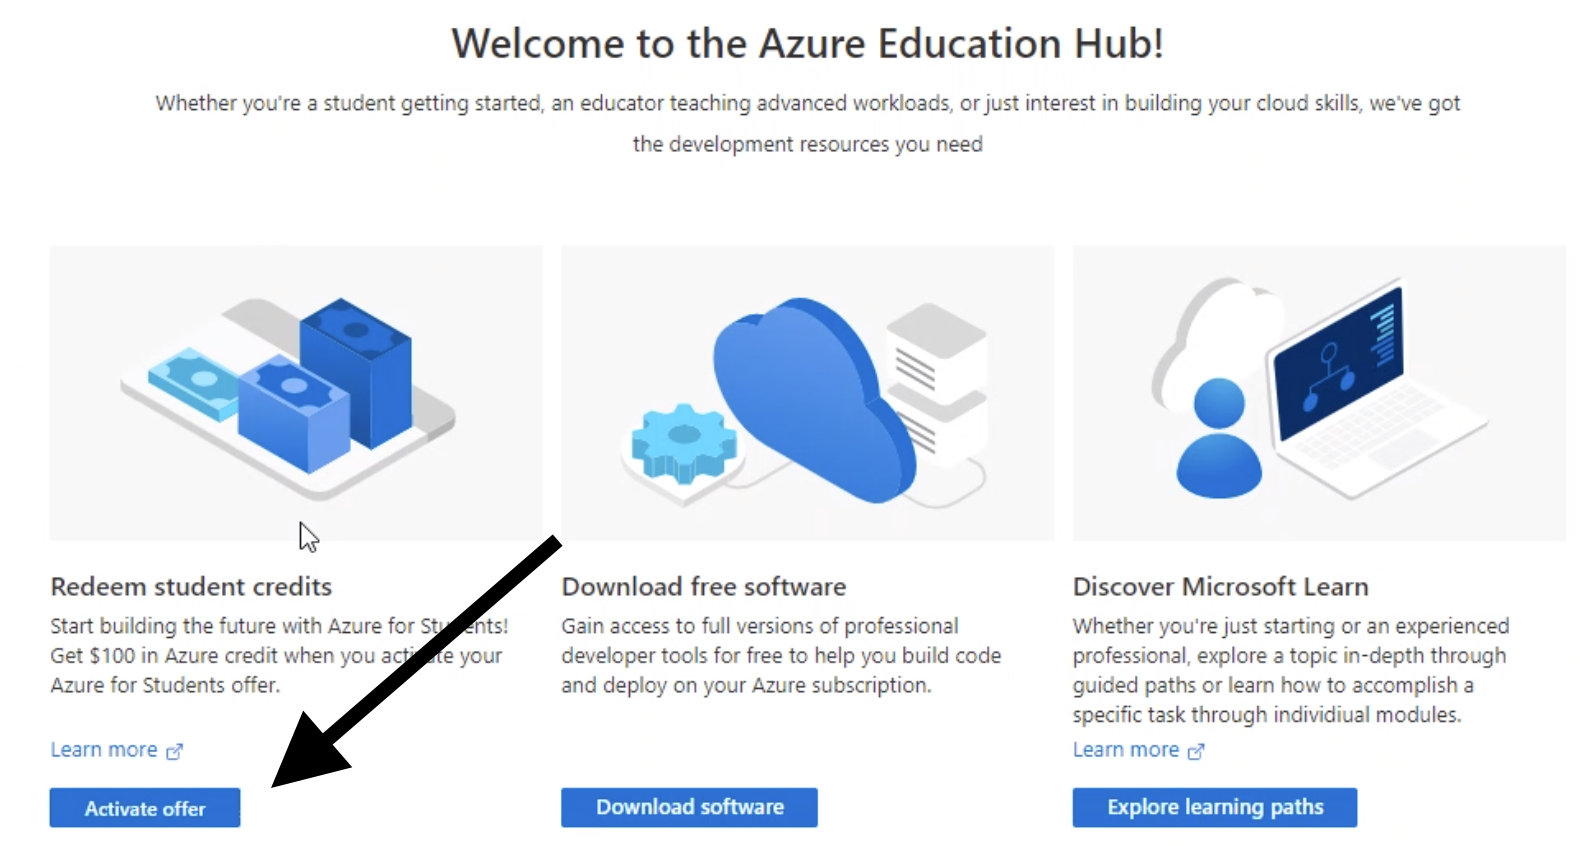 Welcome to the Azure Education Hub!
Whether you're a student getting started, an educator teaching advanced workloads, or just interest in building your cloud skills, we've got
the development resources you need
Redeem student credits
Start building the future with Azure for Students!
Get $100 in Azure credit when you activate your
Azure for Students offer.
Learn more
Activate offer
Download free software
Gain access to full versions of professional
developer tools for free to help you build code
and deploy on your Azure subscription.
Download software
Discover Microsoft Learn
Whether you're just starting or an experienced
professional, explore a topic in-depth through
guided paths or learn how to accomplish a
specific task through individiual modules.
Learn more
Explore learning paths